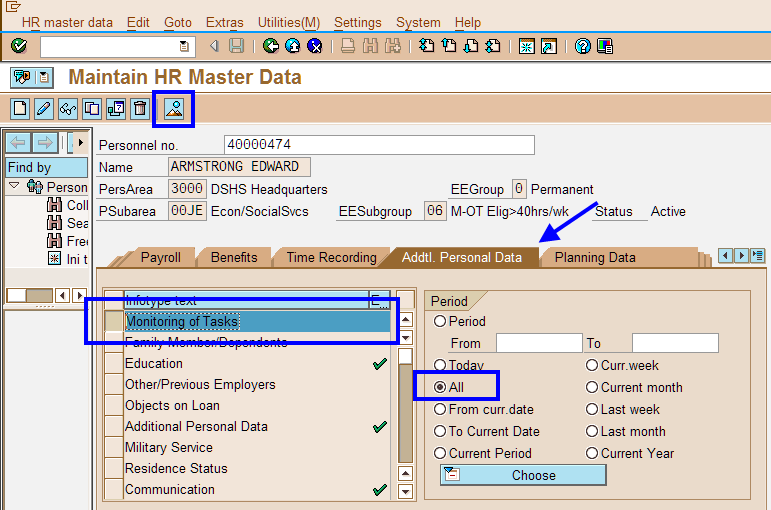 HR master data Edit Goto Extras Utilities(M) Settings System Help
Maintain HR Master Data
Personnel no. 40000474
Find by
Name ARMSTRONG EDWARD
Person
PersArea 3000 DSHS Headquarters EEGroup 0 Permanent
Coll
PSubarea 00JE Econ/SocialSvcs EESubgroup 06 M-OT Elig>40hrs/wk Status Active
Sea
Free
Ini t
Payroll Benefits Time Recording Addtl. Personal Data Planning Data
Infotype text E...
Monitoring of Tasks
Family Member/Dependents
Education
Other/Previous Employers
Objects on Loan
Additional Personal Data
Military Service
Residence Status
Communication
Period
Period
From To
Today Curr.week
All Current month
From curr.date Last week
To Current Date Last month
Current Period Current Year
Choose